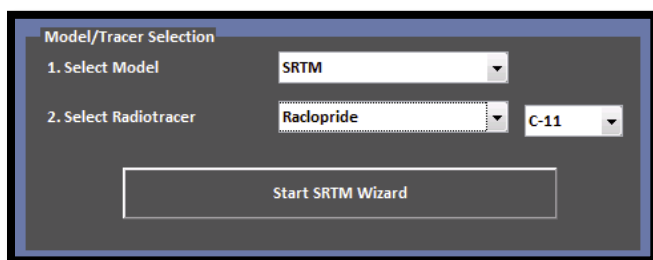 Model/Tracer Selection
1. Select Model SRTM
2. Select Radiotracer Raclopride C-11
Start SRTM Wizard